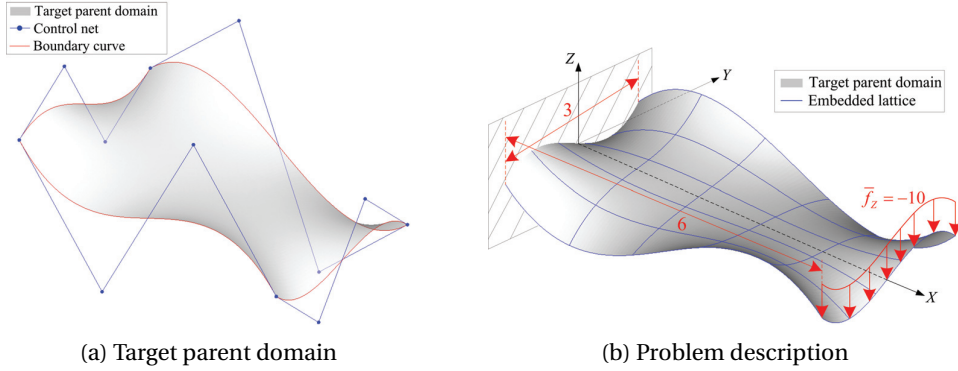 Target parent domain
Control net
Boundary curve
(a) Target parent domain
Z
Y
3
Target parent domain
Embedded lattice
f̅_Z = −10
6
X
(b) Problem description